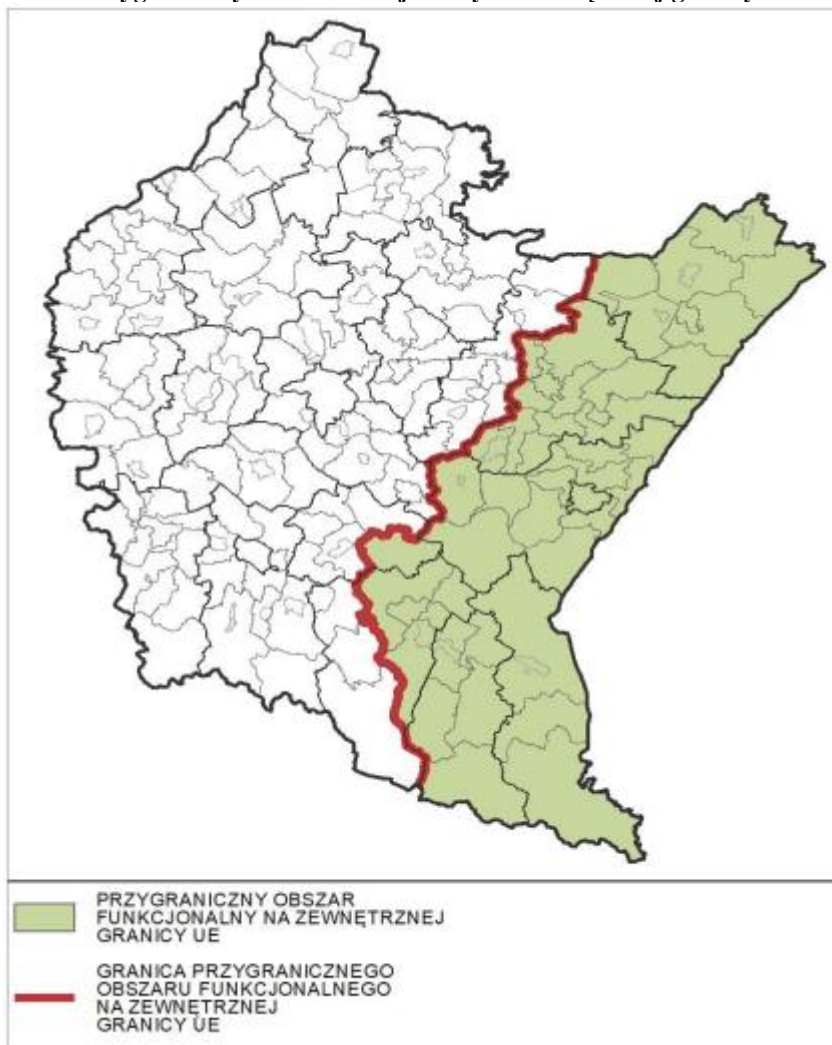 PRZYGRANICZNY OBSZAR
FUNKCJONALNY NA ZEWNĘTRZNEJ
GRANICY UE
GRANICA PRZYGRANICZNEGO
OBSZARU FUNKCJONALNEGO
NA ZEWNĘTRZNEJ
GRANICY UE